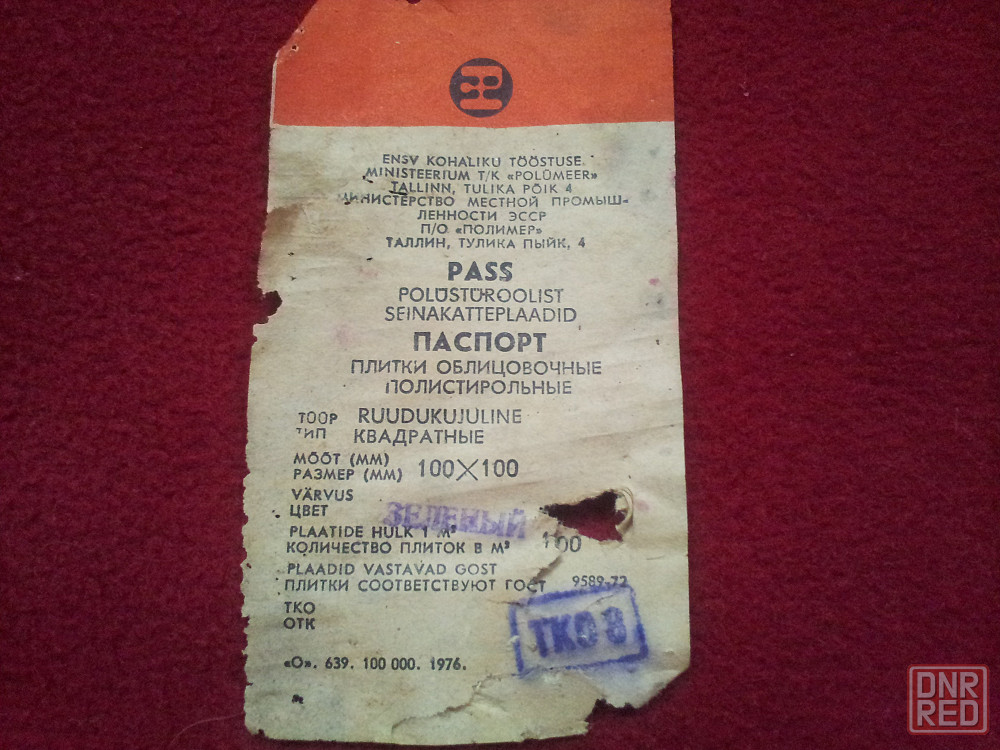 ENSV KOHALIKU TÖÖSTUSE
MINISTEERIUM T/K «POLÜMEER»
TALLINN, TULIKA PÕIK 4
МИНИСТЕРСТВО МЕСТНОЙ ПРОМЫШ-
ЛЕННОСТИ ЭССР
П/О «ПОЛИМЕР»
ТАЛЛИН, ТУЛИКА ПЫЙК, 4
PASS
POLÜSTÜROOLIST
SEINAKATTEPLAADID
ПАСПОРТ
ПЛИТКИ ОБЛИЦОВОЧНЫЕ
ПОЛИСТИРОЛЬНЫЕ
TOOP RUUDUKUJULINE
ТИП КВАДРАТНЫЕ
MÕÕT (MM)
РАЗМЕР (ММ) 100×100
VÄRVUS
ЦВЕТ ЗЕЛЕНЫЙ
PLAATIDE HULK 1 M²
КОЛИЧЕСТВО ПЛИТОК В М² 100
PLAADID VASTAVAD GOST
ПЛИТКИ СООТВЕТСТВУЮТ ГОСТ 9589-72
TKO
ОТК
TKO 8
«О». 639. 100 000. 1976.
DNR
RED